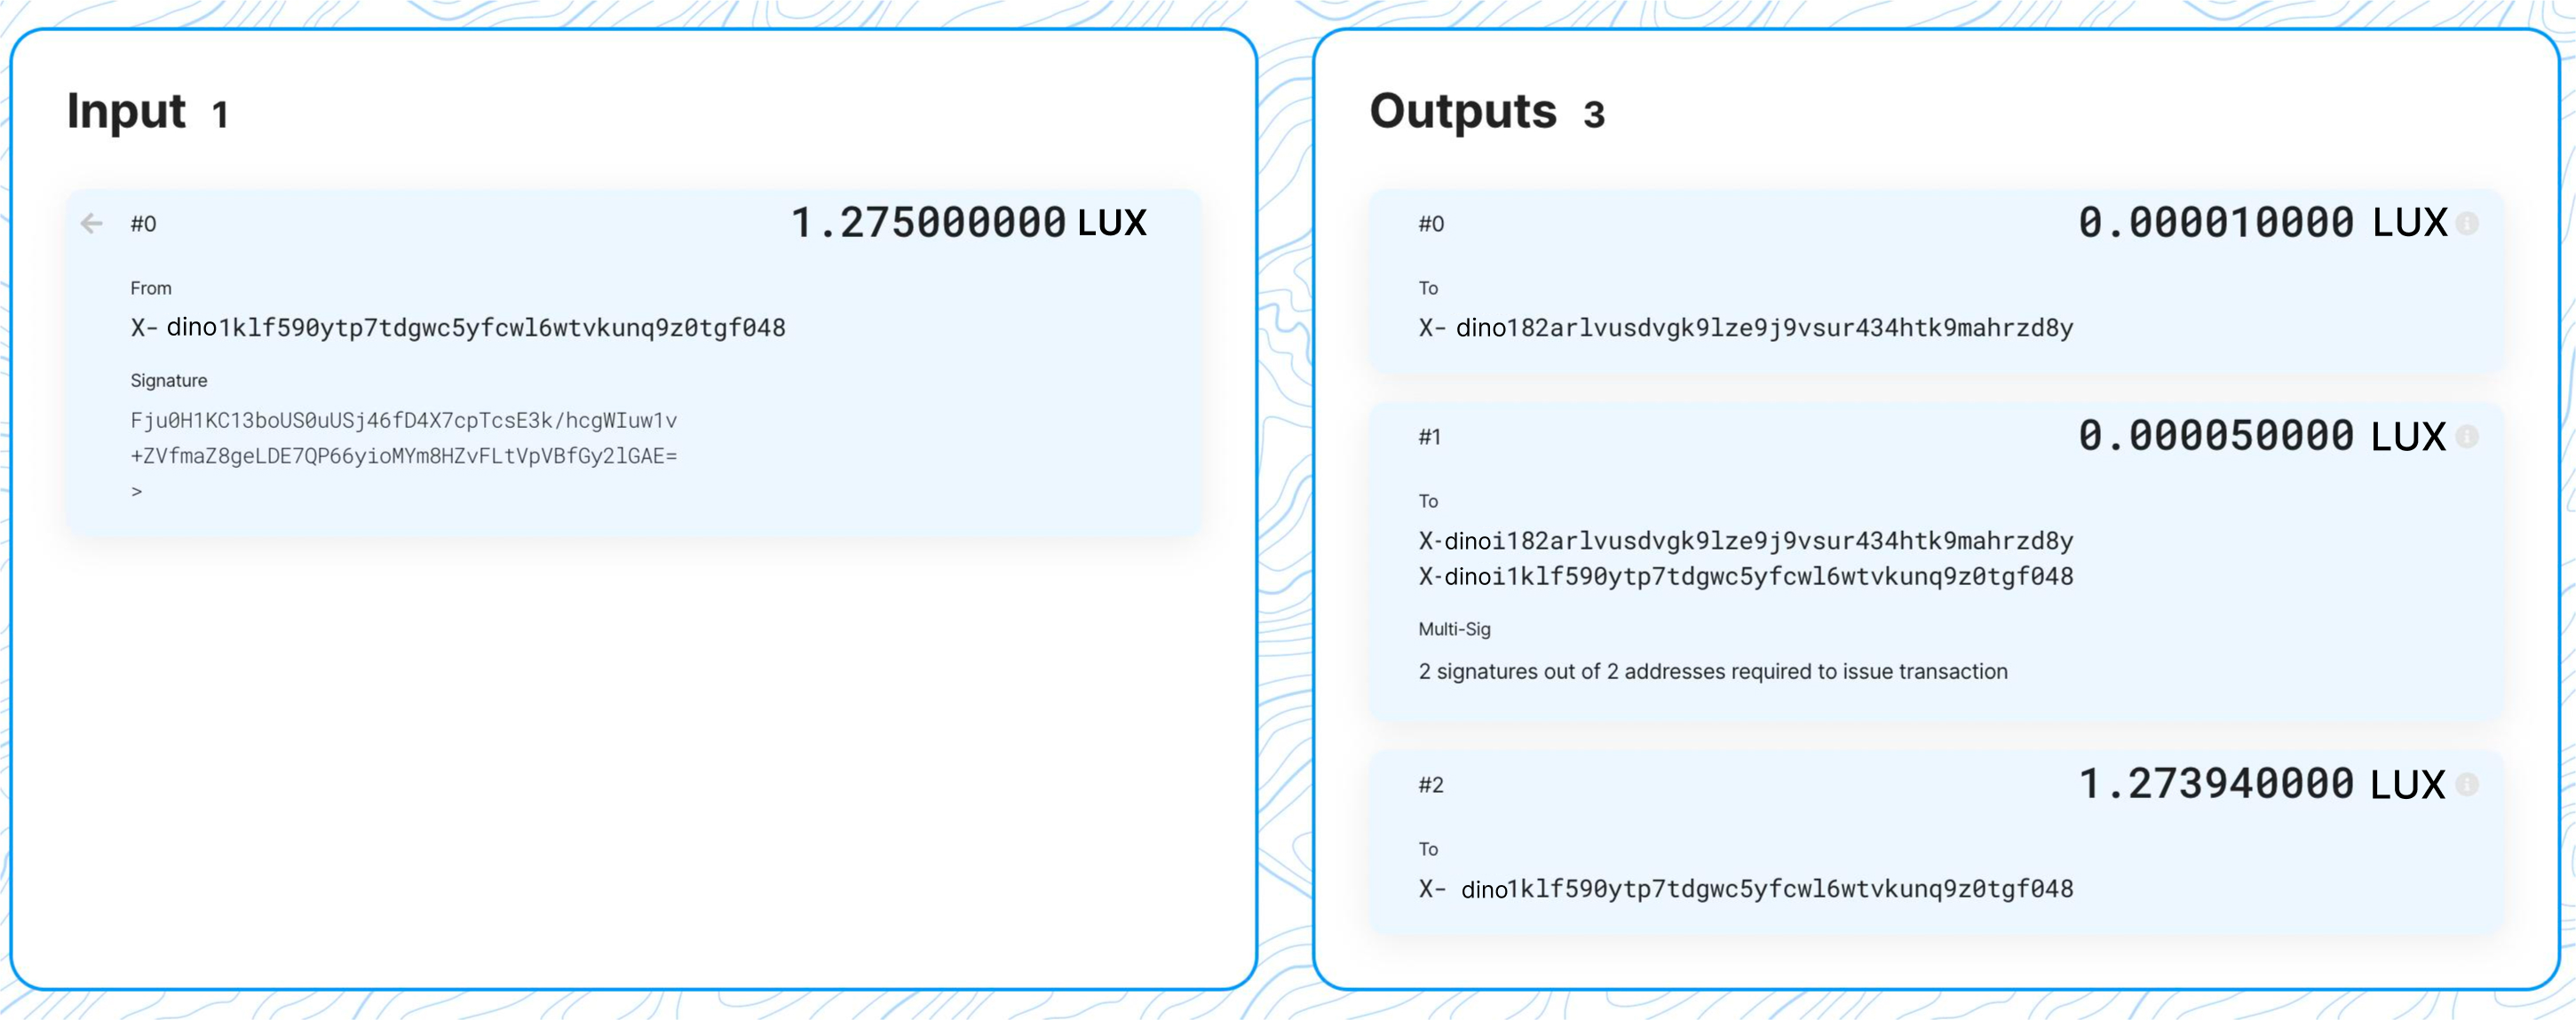 Input 1
#0 1.275000000 LUX
From
X- dino1klf590ytp7tdgwc5yfcwl6wtvkunq9z0tgf048
Signature
Fju0H1KC13boUS0uUSj46fD4X7cpTcsE3k/hcgWIuw1v
+ZVfmaZ8geLDE7QP66yioMYm8HZvFLtVpVBfGy2lGAE=
>
Outputs 3
#0 0.000010000 LUX
To
X- dino182arlvusdvgk9lze9j9vsur434htk9mahrzd8y
#1 0.000050000 LUX
To
X-dinoi182arlvusdvgk9lze9j9vsur434htk9mahrzd8y
X-dinoi1klf590ytp7tdgwc5yfcwl6wtvkunq9z0tgf048
Multi-Sig
2 signatures out of 2 addresses required to issue transaction
#2 1.273940000 LUX
To
X- dino1klf590ytp7tdgwc5yfcwl6wtvkunq9z0tgf048